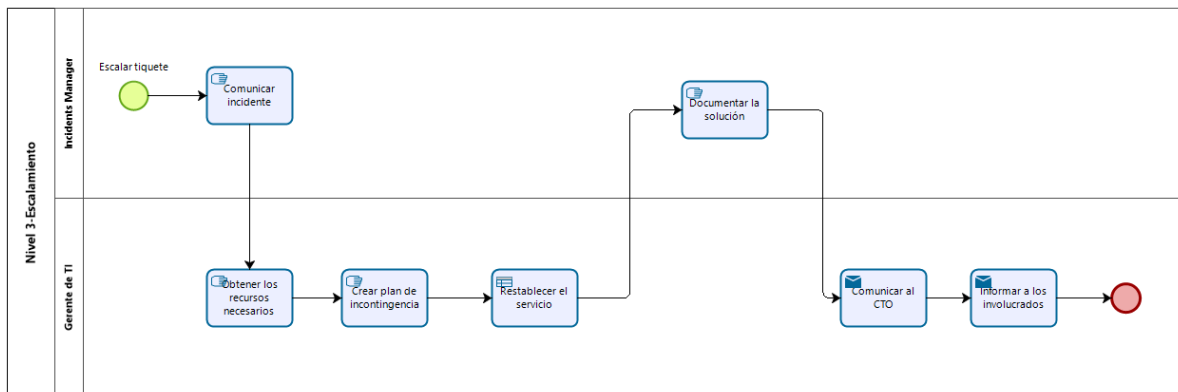 Nivel 3-Escalamiento
Incidents Manager
Escalar tiquete
Comunicar
incidente
Documentar la
solución
Gerente de TI
Obtener los
recursos
necesarios
Crear plan de
incontingencia
Restablecer el
servicio
Comunicar al
CTO
Informar a los
involucrados